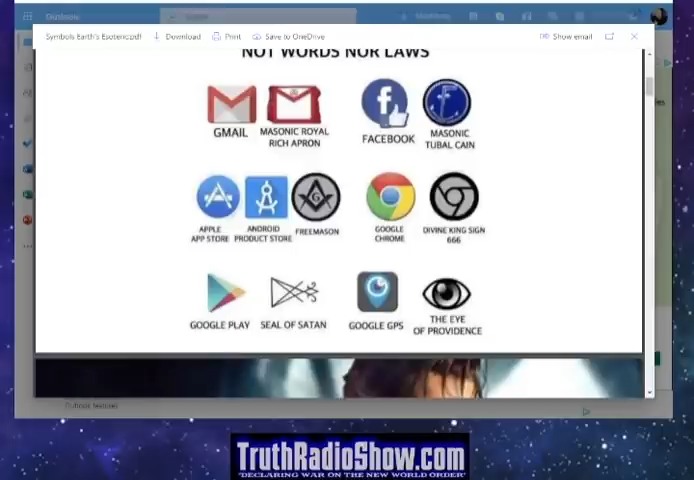 Outlook
Symbols Earth's Esoteric.pdf
Download
Print
Save to OneDrive
Show email
NOT WORDS NOR LAWS
GMAIL
MASONIC ROYAL
RICH APRON
FACEBOOK
MASONIC
TUBAL CAIN
APPLE
APP STORE
ANDROID
PRODUCT STORE
G
FREEMASON
GOOGLE
CHROME
DIVINE KING SIGN
666
GOOGLE PLAY
SEAL OF SATAN
GOOGLE GPS
THE EYE
OF PROVIDENCE
TruthRadioShow.com
"DECLARING WAR ON THE NEW WORLD ORDER"